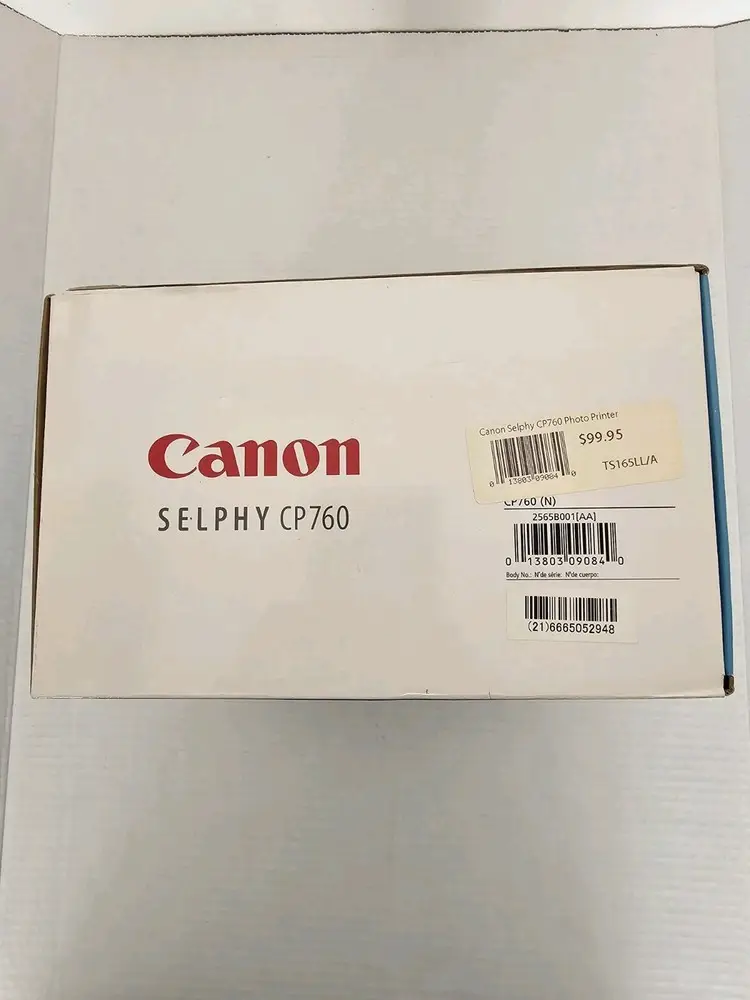 Canon
SELPHY CP760
Canon Selphy CP760 Photo Printer
$99.95
0 13803 09084 0
TS165LL/A
CP760 (N)
2565B001[AA]
0 13803 09084 0
Body No.: N°de série: N°de cuerpo:
(21)6665052948